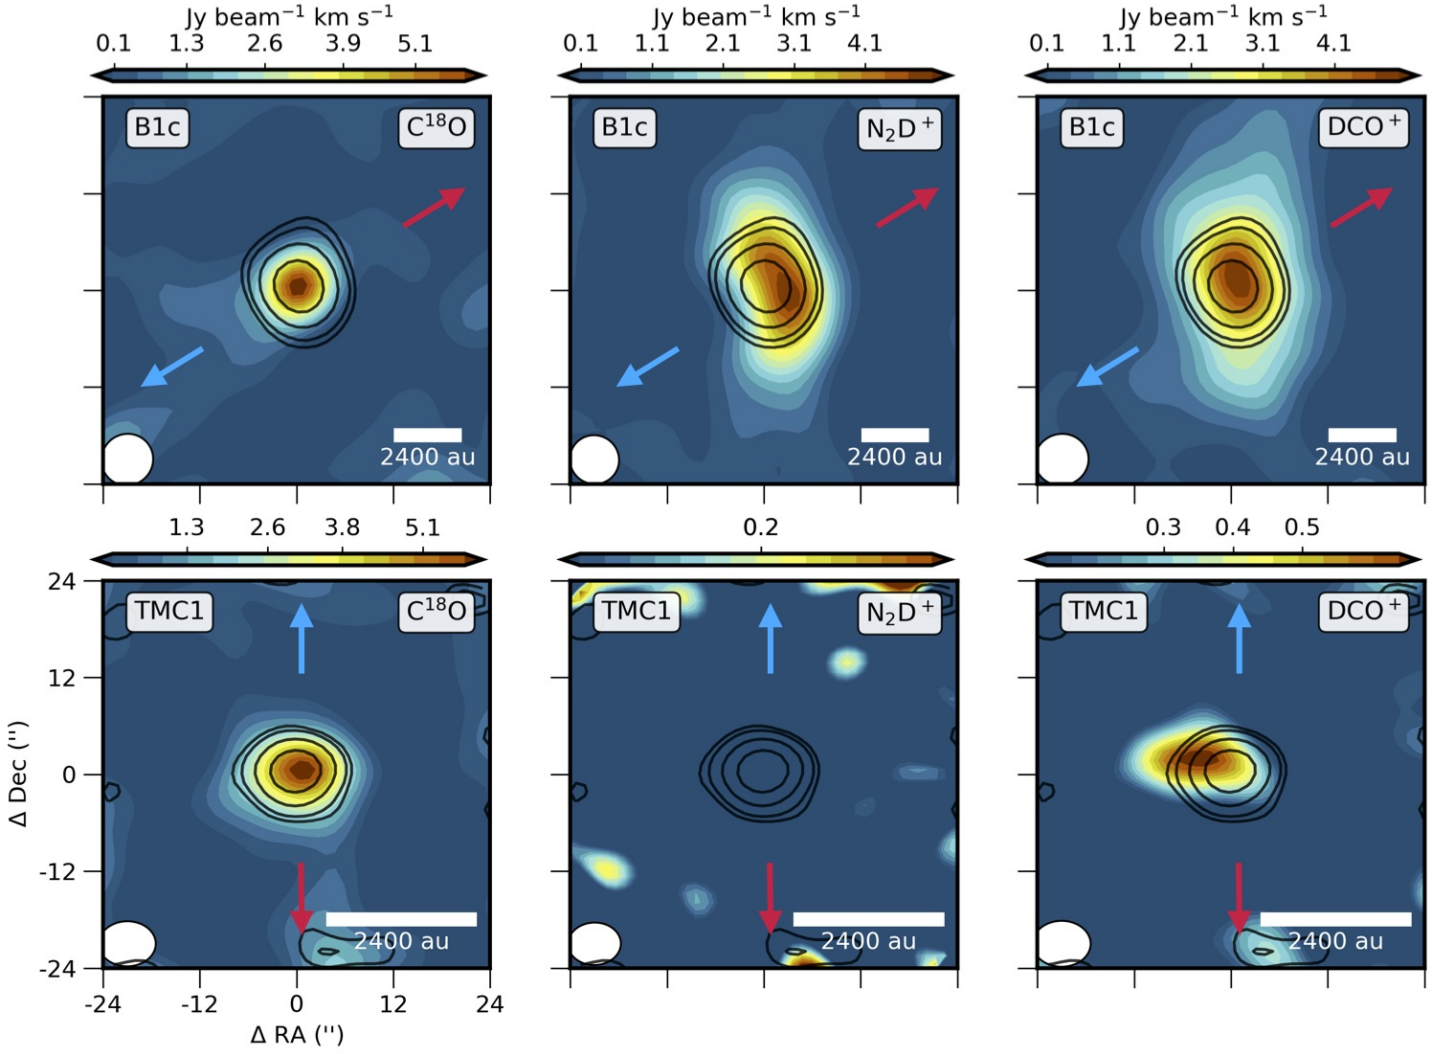 Jy beam⁻¹ km s⁻¹
0.1 1.3 2.6 3.9 5.1
B1c C¹⁸O
2400 au
Jy beam⁻¹ km s⁻¹
0.1 1.1 2.1 3.1 4.1
B1c N₂D⁺
2400 au
Jy beam⁻¹ km s⁻¹
0.1 1.1 2.1 3.1 4.1
B1c DCO⁺
2400 au
1.3 2.6 3.8 5.1
TMC1 C¹⁸O
2400 au
24
12
0
-12
-24
Δ Dec ('')
-24 -12 0 12 24
Δ RA ('')
0.2
TMC1 N₂D⁺
2400 au
0.3 0.4 0.5
TMC1 DCO⁺
2400 au